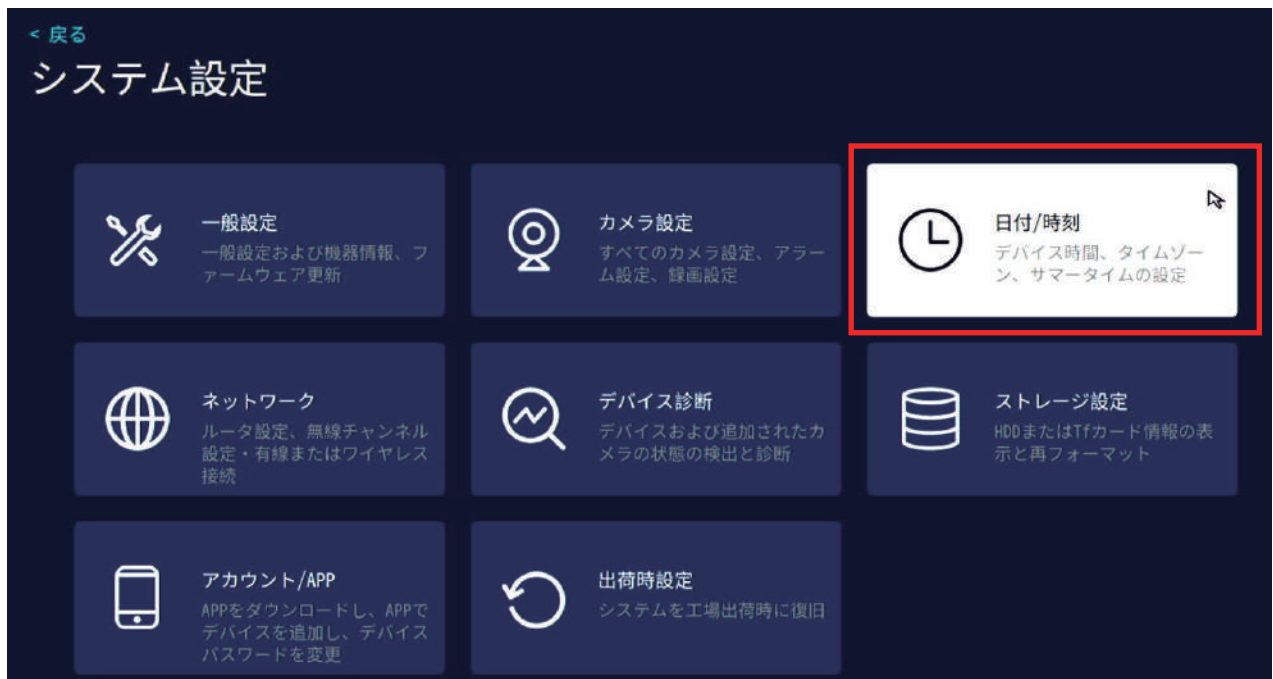 < 戻る
システム設定
一般設定
一般設定および機器情報、フ
ァームウェア更新
カメラ設定
すべてのカメラ設定、アラー
ム設定、録画設定
日付/時刻
デバイス時間、タイムゾー
ン、サマータイムの設定
ネットワーク
ルータ設定、無線チャンネル
設定・有線またはワイヤレス
接続
デバイス診断
デバイスおよび追加されたカ
メラの状態の検出と診断
ストレージ設定
HDDまたはTfカード情報の表
示と再フォーマット
アカウント/APP
APPをダウンロードし、APPで
デバイスを追加し、デバイス
パスワードを変更
出荷時設定
システムを工場出荷時に復旧